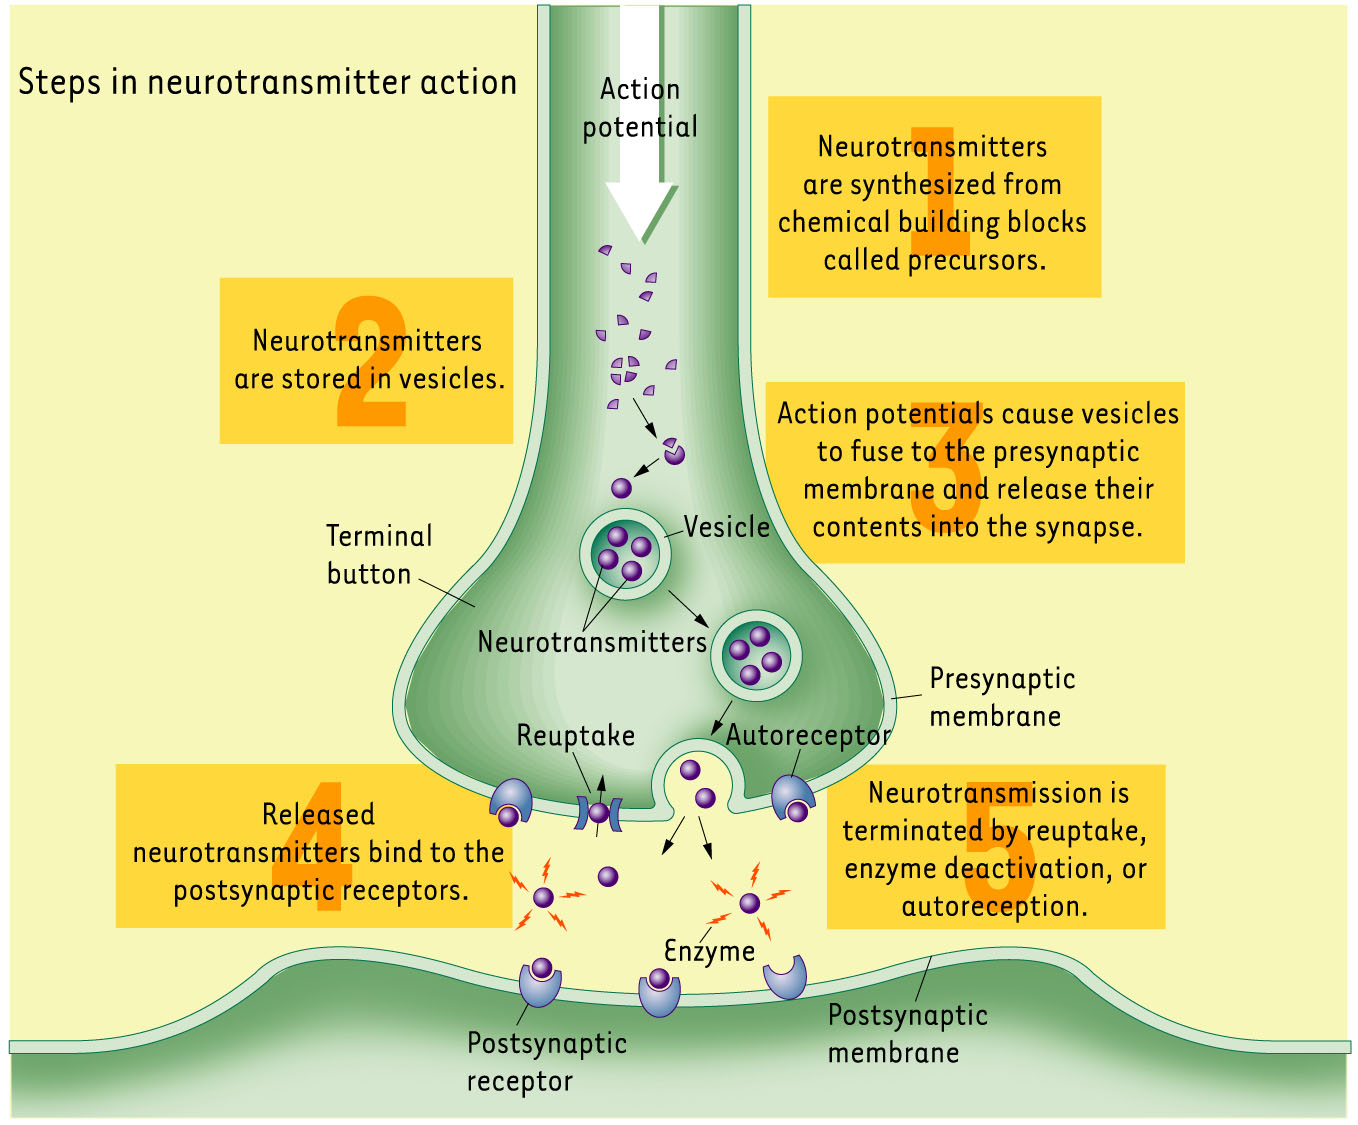 Steps in neurotransmitter action
Action
potential
1
Neurotransmitters
are synthesized from
chemical building blocks
called precursors.
2
Neurotransmitters
are stored in vesicles.
3
Action potentials cause vesicles
to fuse to the presynaptic
membrane and release their
contents into the synapse.
Terminal
button
Vesicle
Neurotransmitters
Presynaptic
membrane
Reuptake
Autoreceptor
4
Released
neurotransmitters bind to the
postsynaptic receptors.
5
Neurotransmission is
terminated by reuptake,
enzyme deactivation, or
autoreception.
Enzyme
Postsynaptic
receptor
Postsynaptic
membrane